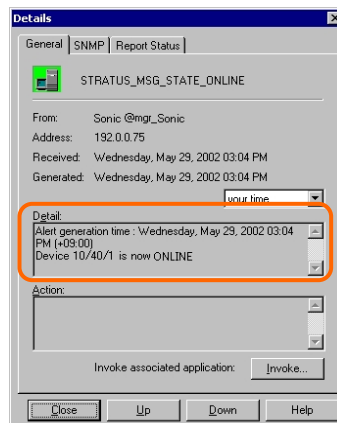 Details
General SNMP Report Status
STRATUS_MSG_STATE_ONLINE
From: Sonic @mgr_Sonic
Address: 192.0.0.75
Received: Wednesday, May 29, 2002 03:04 PM
Generated: Wednesday, May 29, 2002 03:04 PM
your time
Detail:
Alert generation time : Wednesday, May 29, 2002 03:04
PM (+09:00)
Device 10/40/1 is now ONLINE
Action:
Invoke associated application: Invoke...
Close Up Down Help